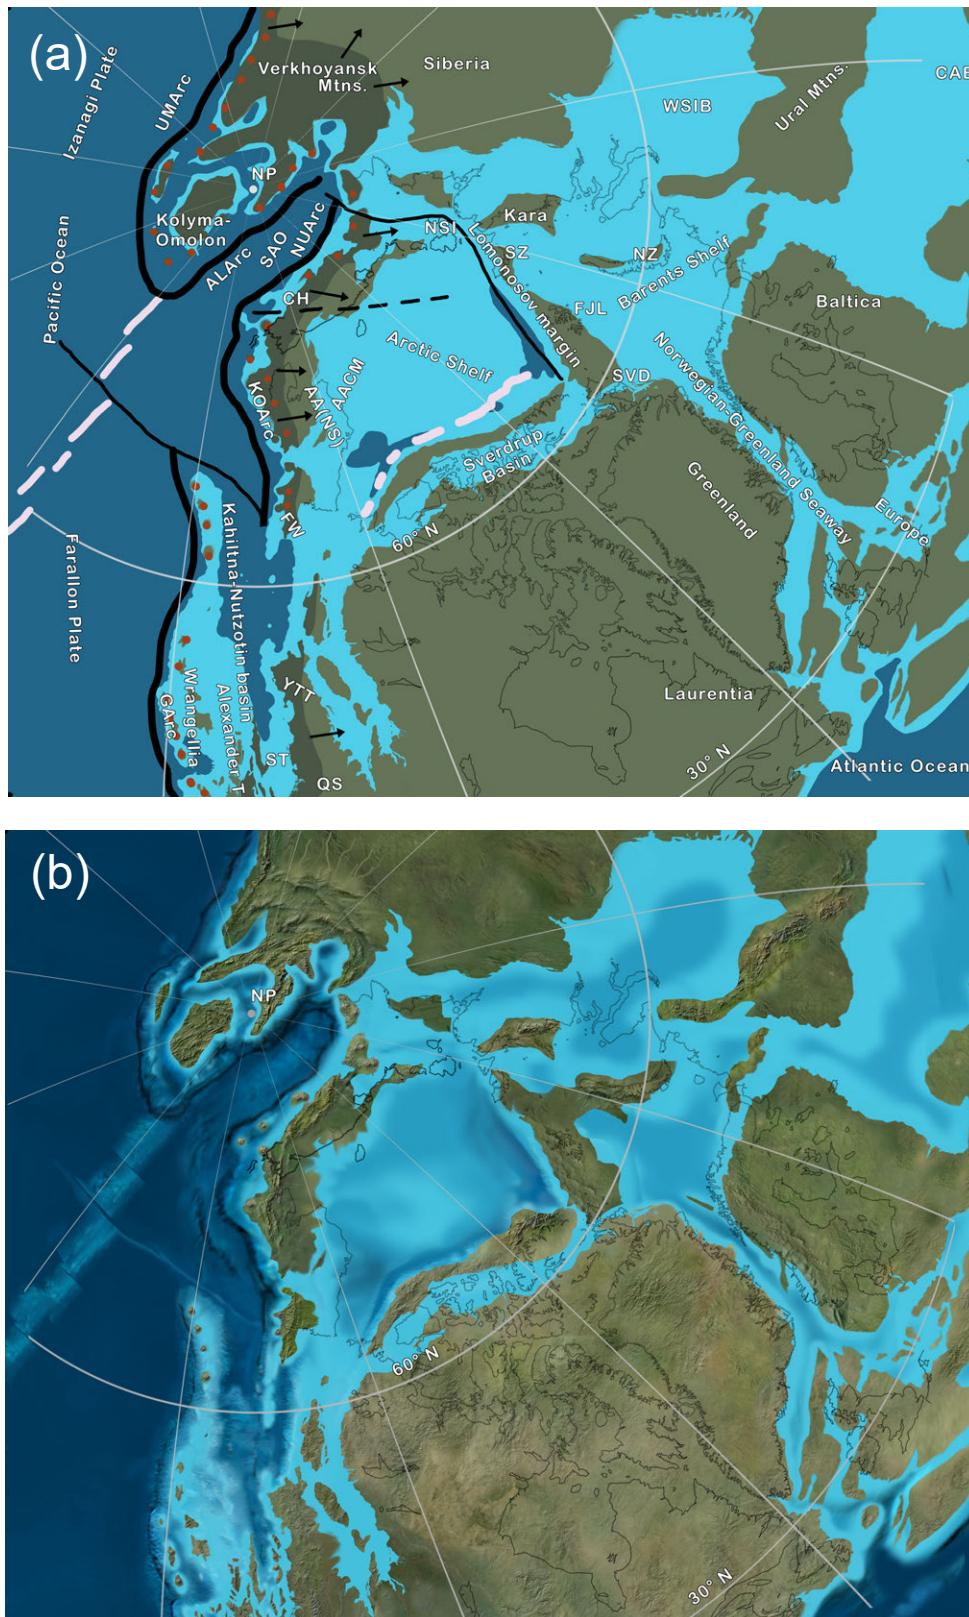 (a)
Izanagi Plate
UMArc
Verkhoyansk
Mtns.
Siberia
WSIB
Ural Mtns.
CAE
NP
Kolyma-
Omolon
ALArc
SAO
NUArc
NSI
Kara
SZ
NZ
Lomonosov margin
FJL
Barents Shelf
Baltica
Pacific Ocean
CH
Arctic Shelf
KOArc
AA(NS)
AACM
SVD
Norwegian-Greenland Seaway
Sverdrup
Basin
Greenland
Europe
FW
60° N
Farallon Plate
Kahiltna-Nutzotin basin
Wrangellia
Alexander T
GArc
YTT
ST
QS
Laurentia
30° N
Atlantic Ocean
(b)
NP
60° N
30° N